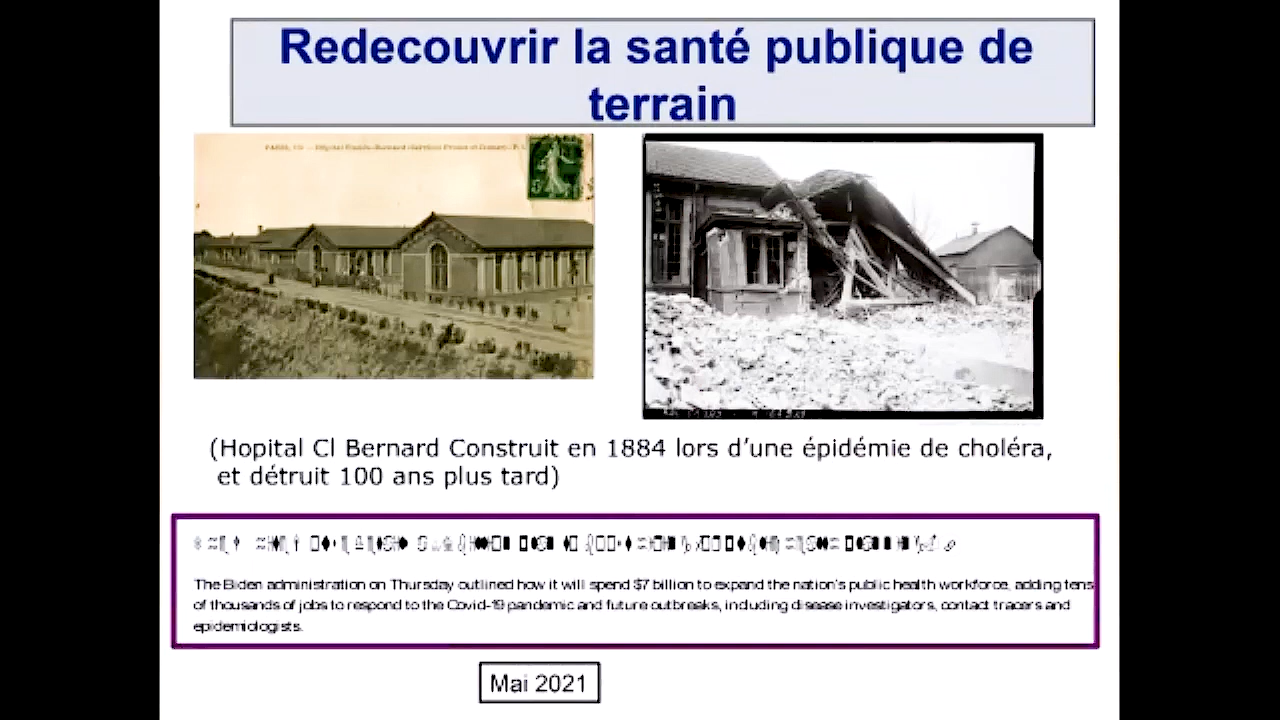 Redecouvrir la santé publique de
terrain
(Hopital Cl Bernard Construit en 1884 lors d'une épidémie de choléra,
et détruit 100 ans plus tard)
The Biden administration on Thursday outlined how it will spend $7 billion to expand the nation's public health workforce, adding tens
of thousands of jobs to respond to the Covid-19 pandemic and future outbreaks, including disease investigators, contact tracers and
epidemiologists.
Mai 2021